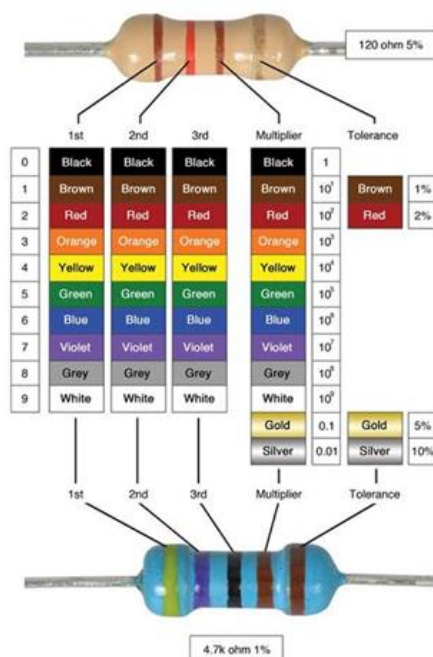 120 ohm 5%
1st 2nd 3rd Multiplier Tolerance
0 Black Black Black Black 1
1 Brown Brown Brown Brown 10¹ Brown 1%
2 Red Red Red Red 10² Red 2%
3 Orange Orange Orange Orange 10³
4 Yellow Yellow Yellow Yellow 10⁴
5 Green Green Green Green 10⁵
6 Blue Blue Blue Blue 10⁶
7 Violet Violet Violet Violet 10⁷
8 Grey Grey Grey Grey 10⁸
9 White White White White 10⁹
Gold 0.1 Gold 5%
Silver 0.01 Silver 10%
1st 2nd 3rd Multiplier Tolerance
4.7k ohm 1%